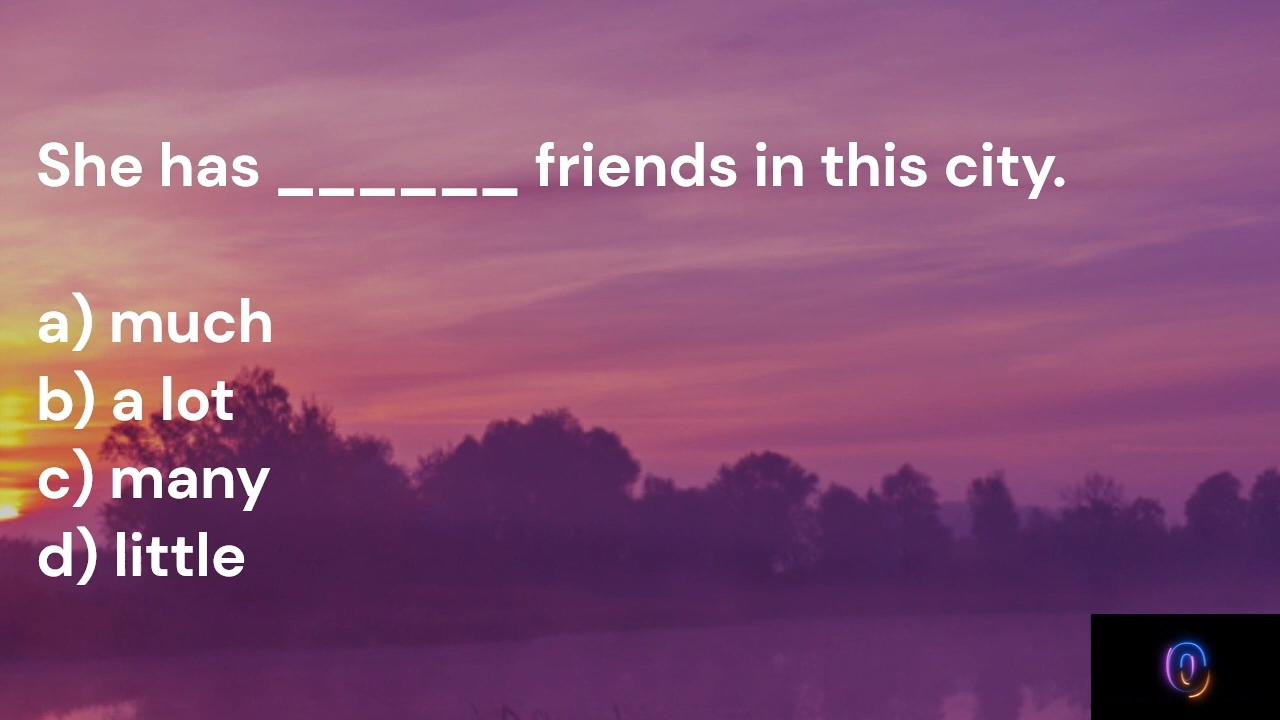 She has ______ friends in this city.
a) much
b) a lot
c) many
d) little